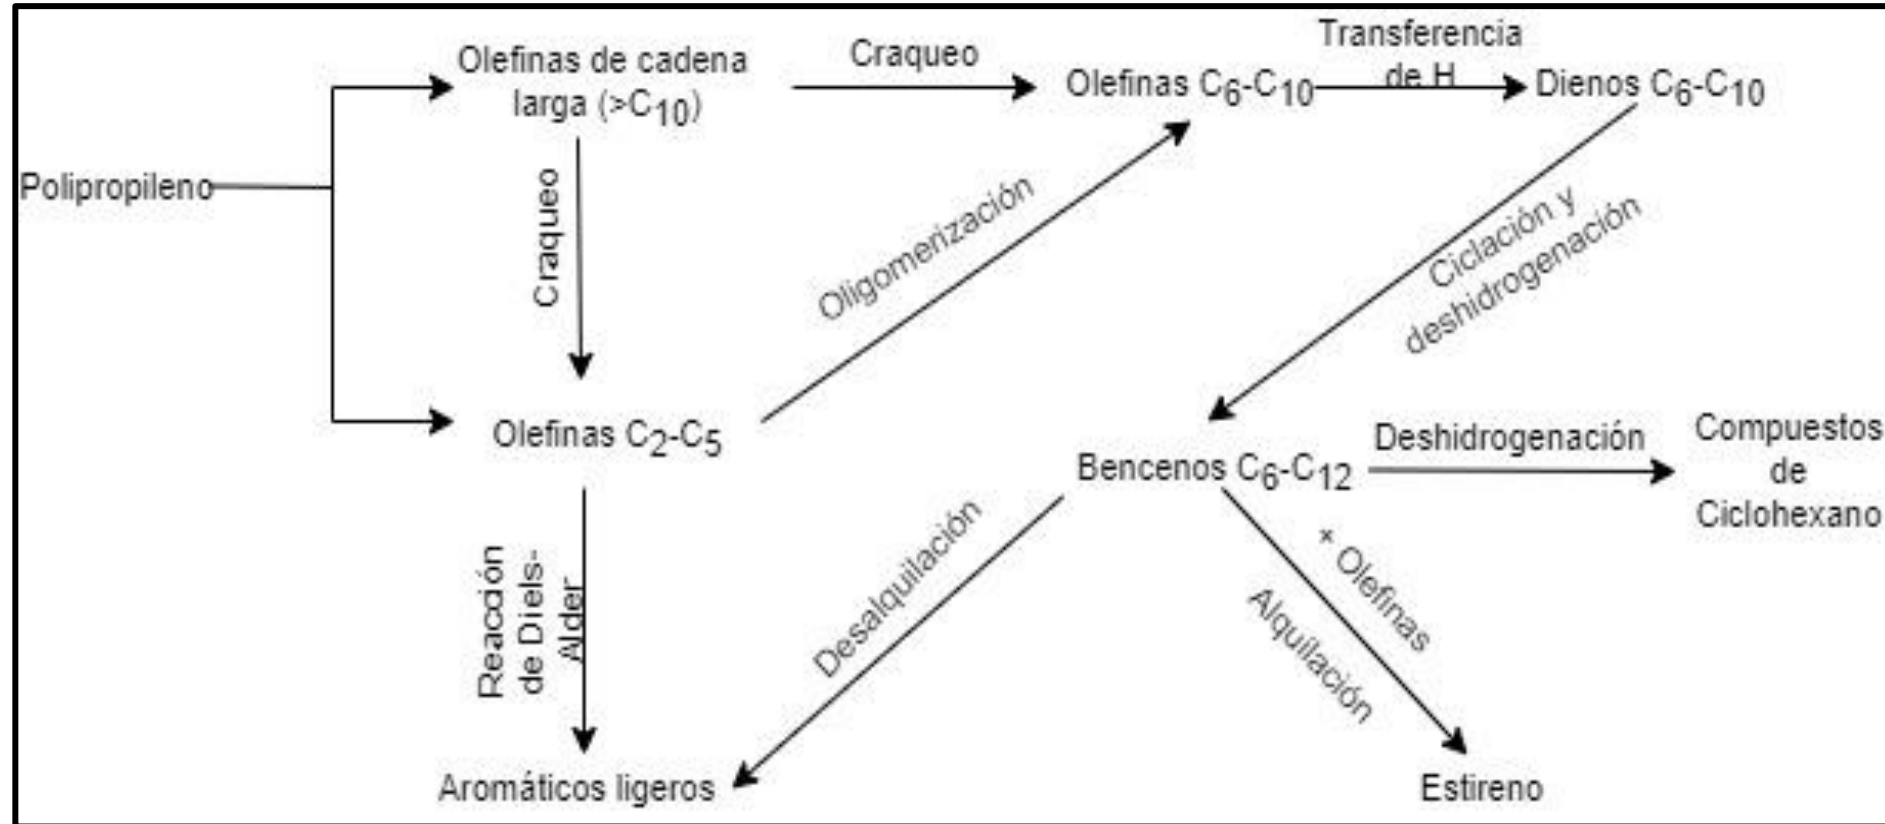 Olefinas de cadena
larga (>C10)
Craqueo
Olefinas C6-C10
Transferencia
de H
Dienos C6-C10
Polipropileno
Craqueo
Oligomerización
Ciclación y
deshidrogenación
Olefinas C2-C5
Bencenos C6-C12
Deshidrogenación
Compuestos
de
Ciclohexano
Reacción
de Diels-
Alder
Desalquilación
+ Olefinas
Alquilación
Aromáticos ligeros
Estireno